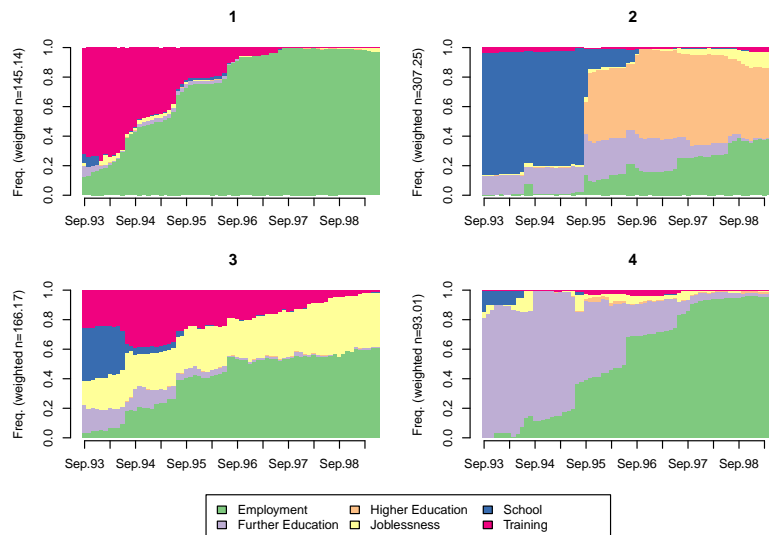 1
2
Freq. (weighted n=145.14)
0.0 0.2 0.4 0.6 0.8 1.0
Sep.93 Sep.94 Sep.95 Sep.96 Sep.97 Sep.98
Freq. (weighted n=307.25)
0.0 0.2 0.4 0.6 0.8 1.0
Sep.93 Sep.94 Sep.95 Sep.96 Sep.97 Sep.98
3
4
Freq. (weighted n=166.17)
0.0 0.2 0.4 0.6 0.8 1.0
Sep.93 Sep.94 Sep.95 Sep.96 Sep.97 Sep.98
Freq. (weighted n=93.01)
0.0 0.2 0.4 0.6 0.8 1.0
Sep.93 Sep.94 Sep.95 Sep.96 Sep.97 Sep.98
Employment Higher Education School
Further Education Joblessness Training